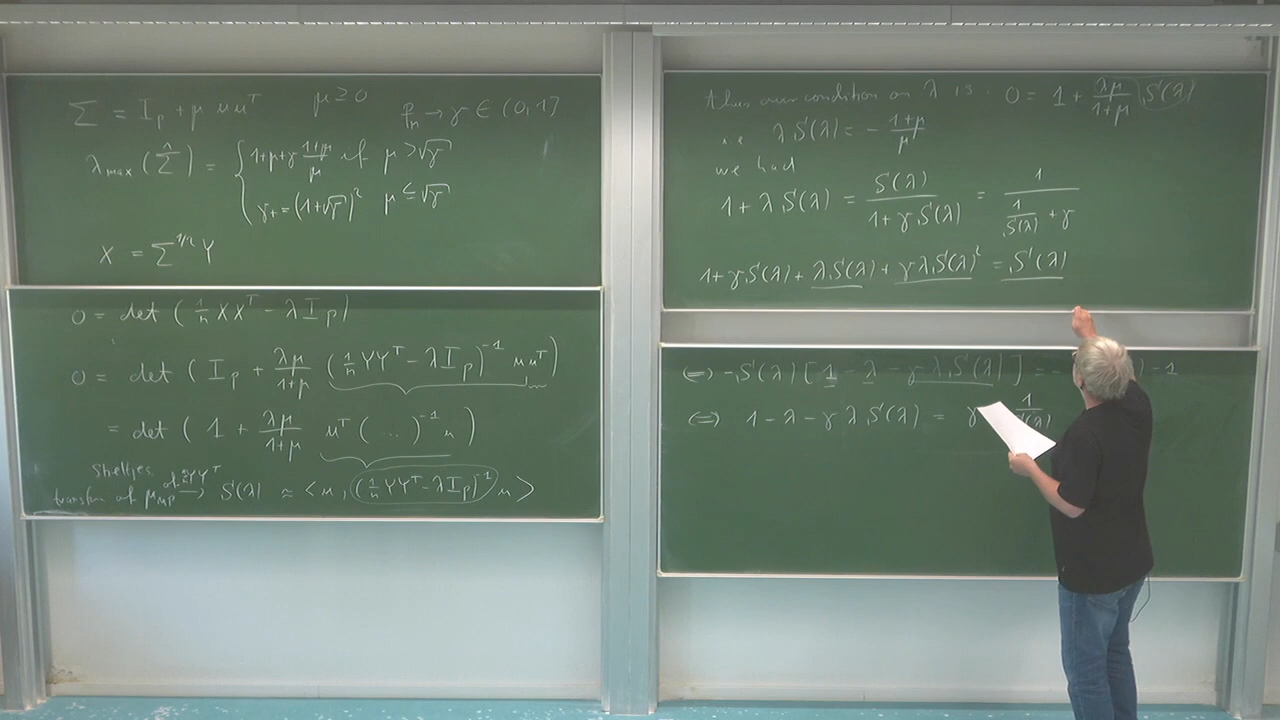 Σ = I_p + μ u u^T   μ ≥ 0   p/n → γ ∈ (0,1]
λ_max (Σ̂) = { 1+μ+γ (1+μ)/μ if μ > √γ
γ_+ = (1+√γ)^2   μ ≤ √γ
X = Σ^{1/2} Y
0 = det ( 1/n XX^T - λ I_p )
0 = det ( I_p + λμ/(1+μ) ( 1/n YY^T - λ I_p )^{-1} u u^T )
= det ( 1 + λμ/(1+μ) u^T ( ... )^{-1} u )
Stieltjes
transform of μ_MP → S(λ) ≈ < u , ( 1/n YY^T - λ I_p )^{-1} u >
thus our condition on λ is : 0 = 1 + λμ/(1+μ) S(λ)
i.e. λ S(λ) = - (1+μ)/μ
we had
1 + λ S(λ) = S(λ)/(1+γ S(λ)) = 1/(1/S(λ) + γ)
1 + γ S(λ) + λ S(λ) + γ λ S(λ)^2 = S(λ)
(=) - S(λ) [ 1 - λ - γ λ S(λ) ] = - ) - 1
(=) 1 - λ - γ λ S(λ) = γ 1/S(λ)